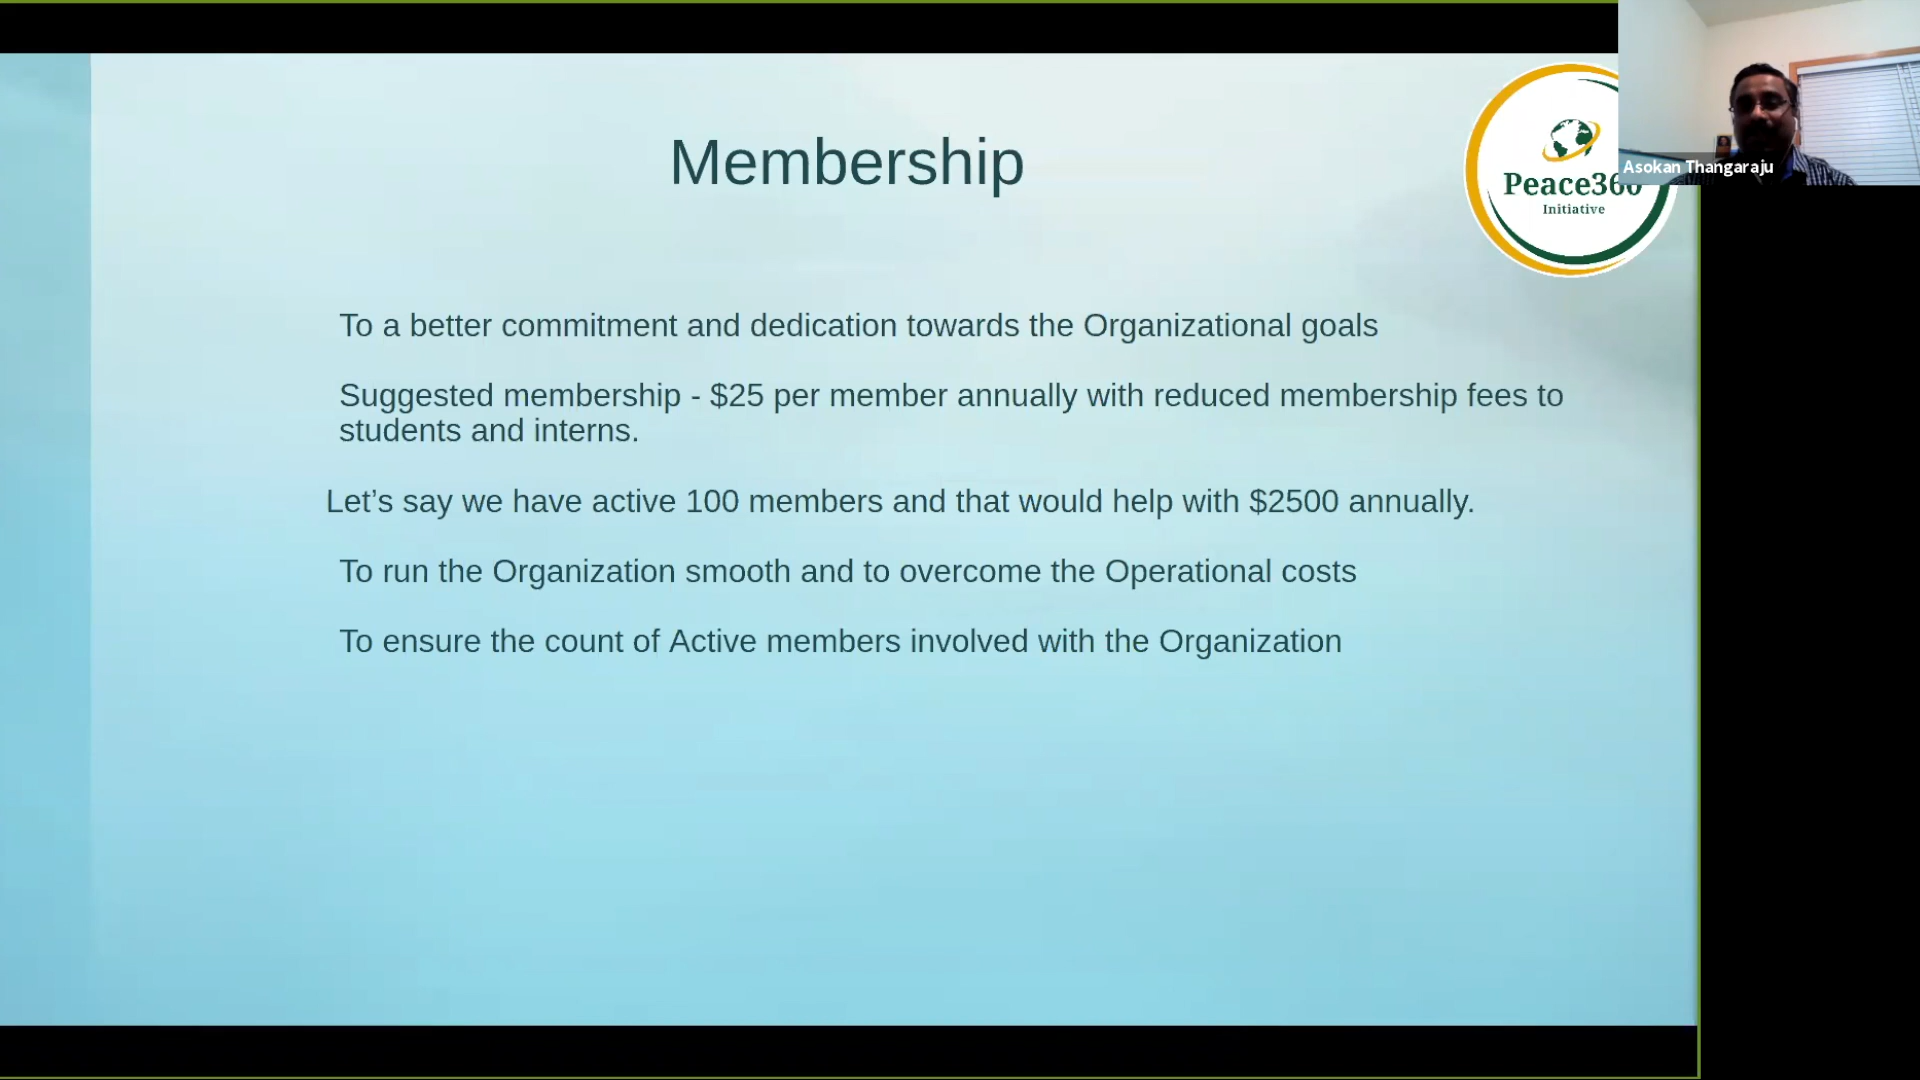 Membership
Peace360
Initiative
Asokan Thangaraju
To a better commitment and dedication towards the Organizational goals
Suggested membership - $25 per member annually with reduced membership fees to
students and interns.
Let’s say we have active 100 members and that would help with $2500 annually.
To run the Organization smooth and to overcome the Operational costs
To ensure the count of Active members involved with the Organization